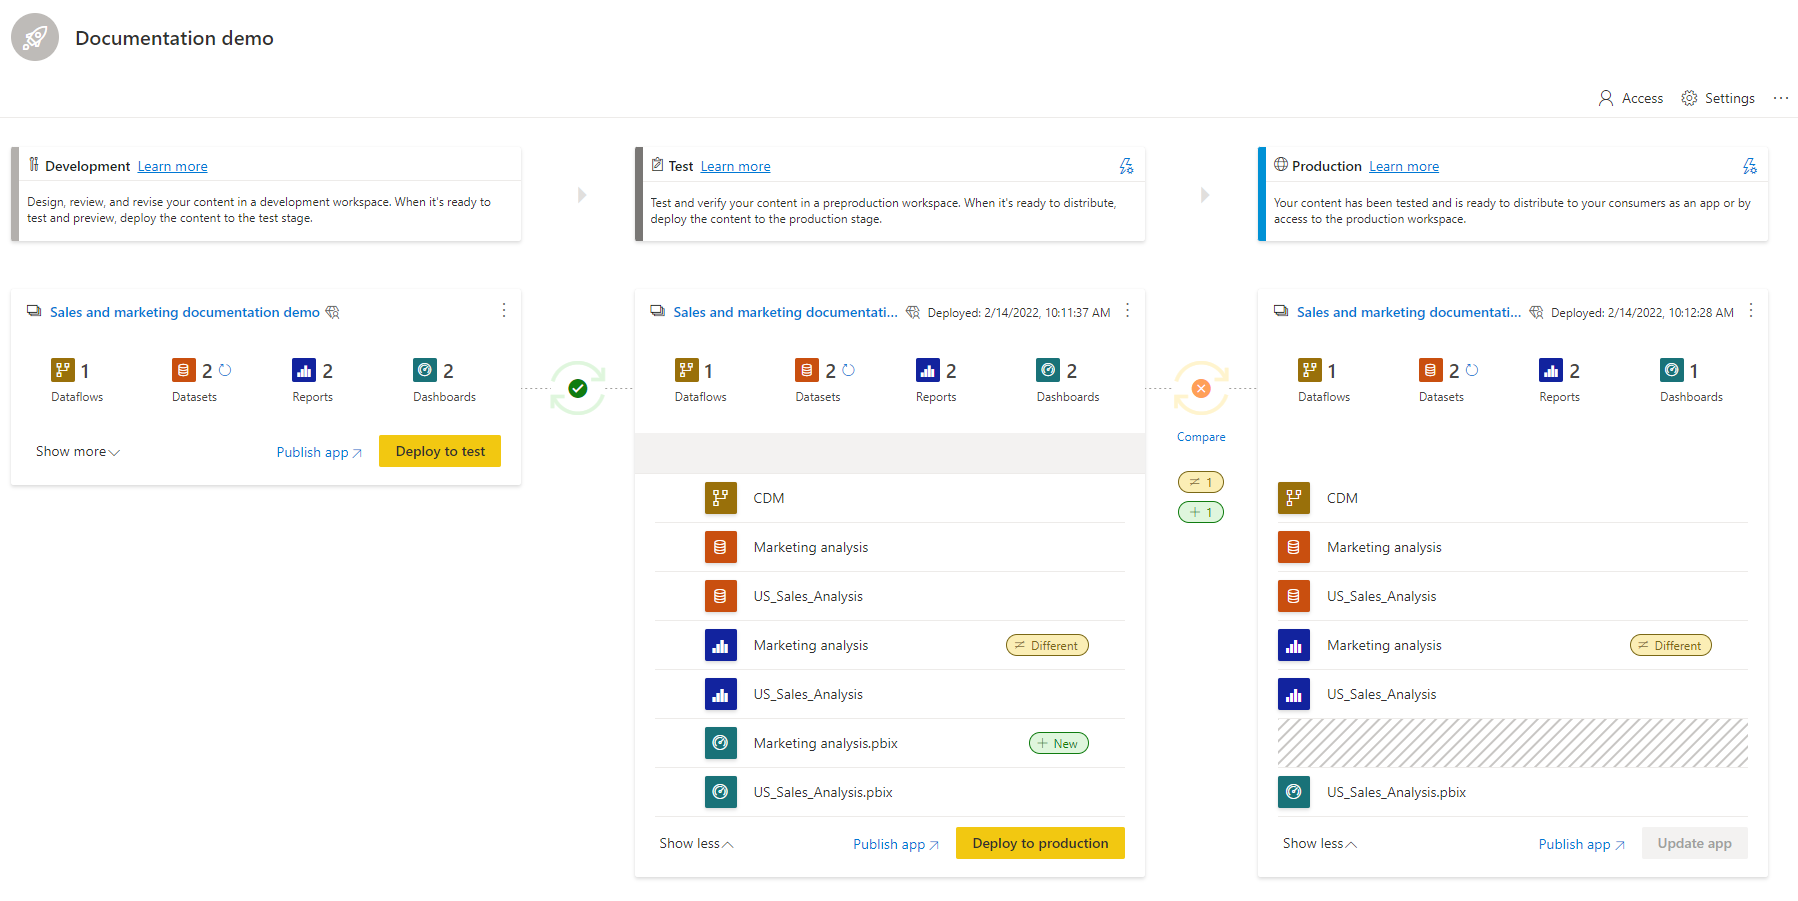 Documentation demo
Access
Settings
Development Learn more
Design, review, and revise your content in a development workspace. When it's ready to
test and preview, deploy the content to the test stage.
Test Learn more
Test and verify your content in a preproduction workspace. When it's ready to distribute,
deploy the content to the production stage.
Production Learn more
Your content has been tested and is ready to distribute to your consumers as an app or by
access to the production workspace.
Sales and marketing documentation demo
1
Dataflows
2
Datasets
2
Reports
2
Dashboards
Show more
Publish app
Deploy to test
Sales and marketing documentati...
Deployed: 2/14/2022, 10:11:37 AM
1
Dataflows
2
Datasets
2
Reports
2
Dashboards
CDM
Marketing analysis
US_Sales_Analysis
Marketing analysis
≠ Different
US_Sales_Analysis
Marketing analysis.pbix
+ New
US_Sales_Analysis.pbix
Show less
Publish app
Deploy to production
Compare
≠ 1
+ 1
Sales and marketing documentati...
Deployed: 2/14/2022, 10:12:28 AM
1
Dataflows
2
Datasets
2
Reports
1
Dashboards
CDM
Marketing analysis
US_Sales_Analysis
Marketing analysis
≠ Different
US_Sales_Analysis
US_Sales_Analysis.pbix
Show less
Publish app
Update app